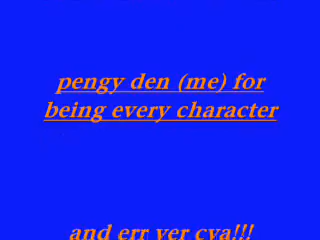 pengy den (me) for
being every character
and err yer cya!!!